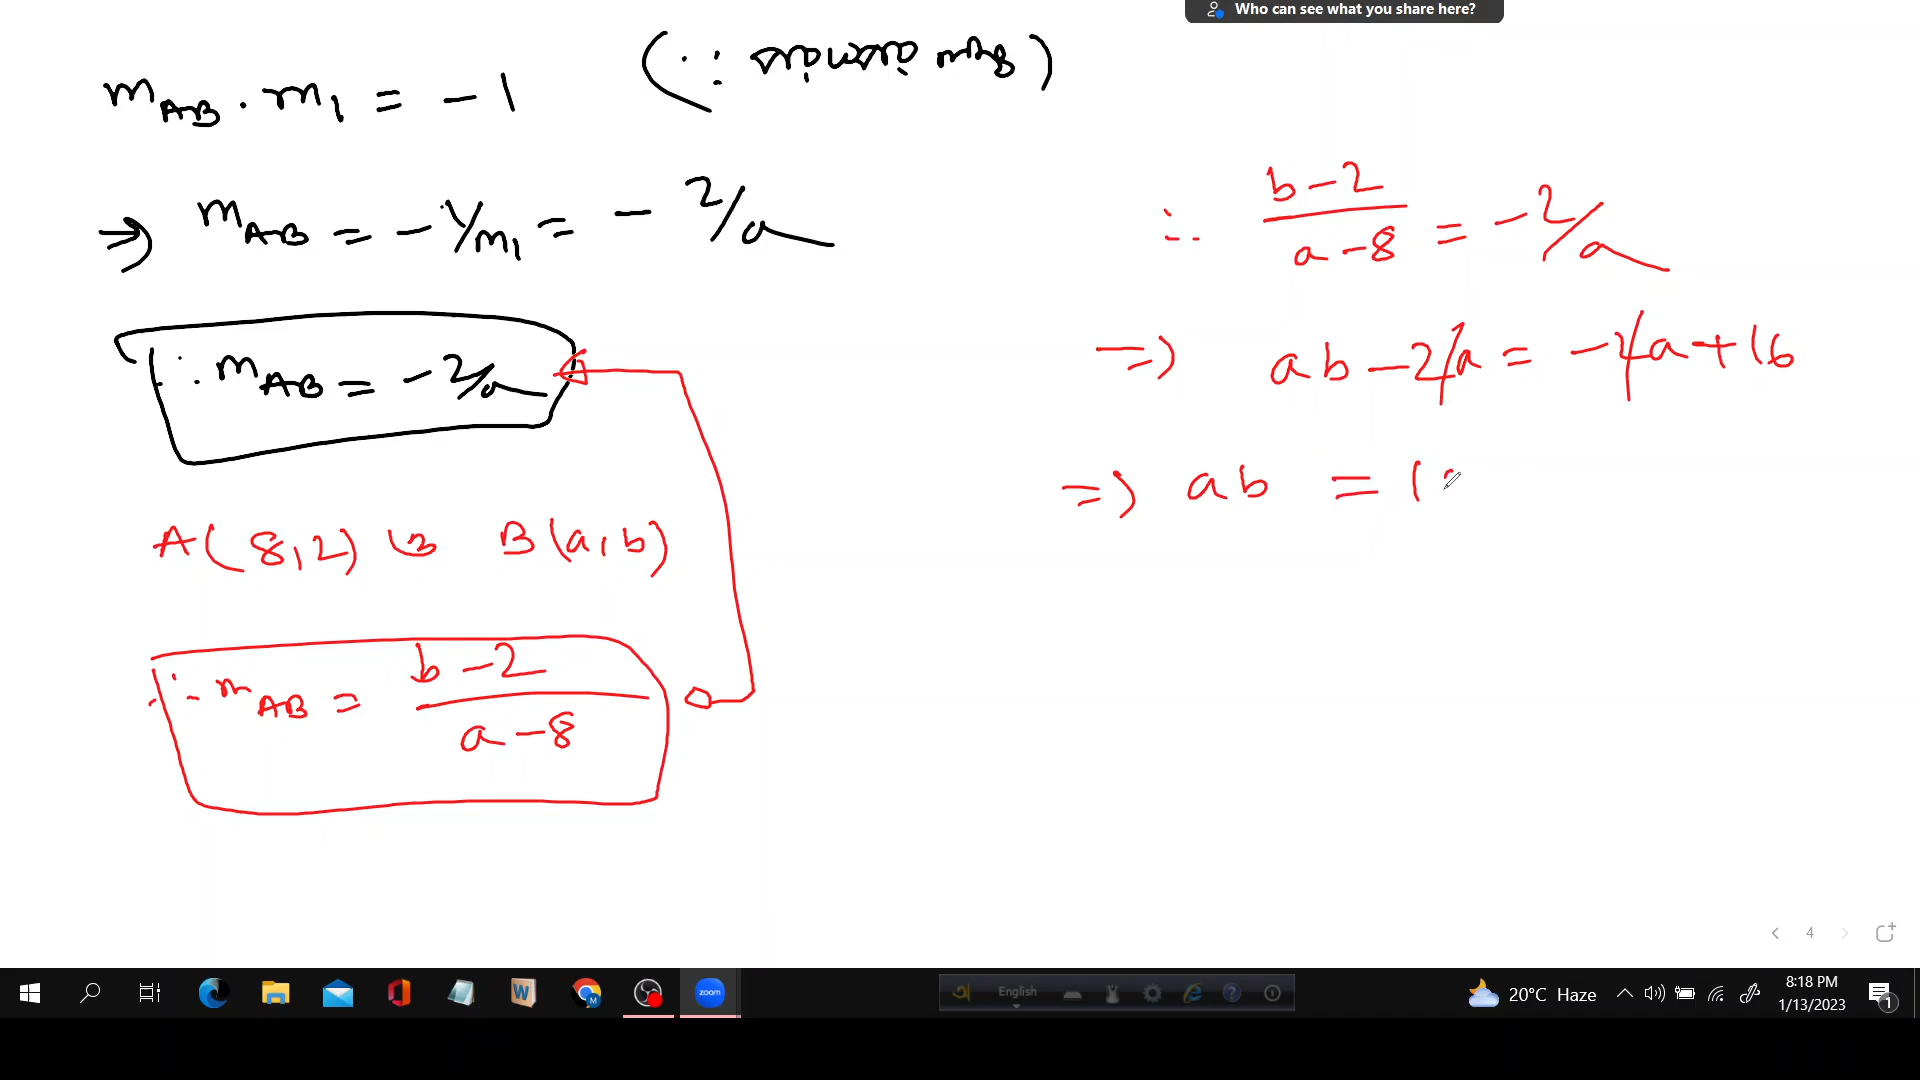 Who can see what you share here?
m_AB . m_1 = -1 (∵
⇒ m_AB = -1/m_1 = -2/a
∴ m_AB = -2/a
A(8,2) ও B(a,b)
∴ m_AB = (b-2)/(a-8)
∴ (b-2)/(a-8) = -2/a
⇒ ab - 2a = -2a + 16
⇒ ab = 1
4
English
20°C Haze
8:18 PM
1/13/2023
1
zoom